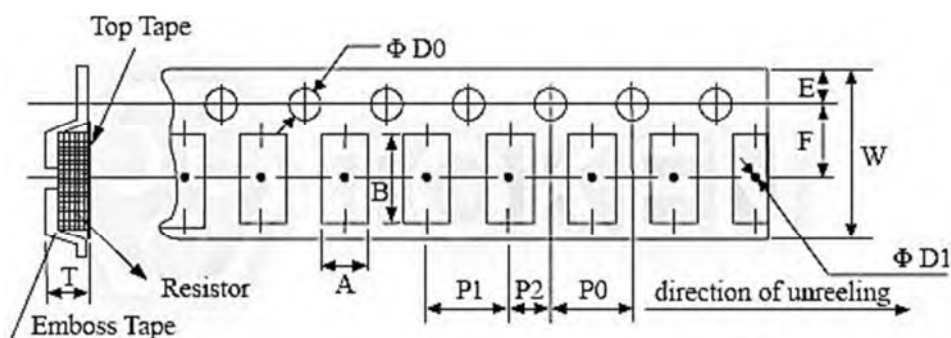 Top Tape
Φ D0
E
F
W
B
Φ D1
T
Resistor
A
P1
P2
P0
direction of unreeling
Emboss Tape